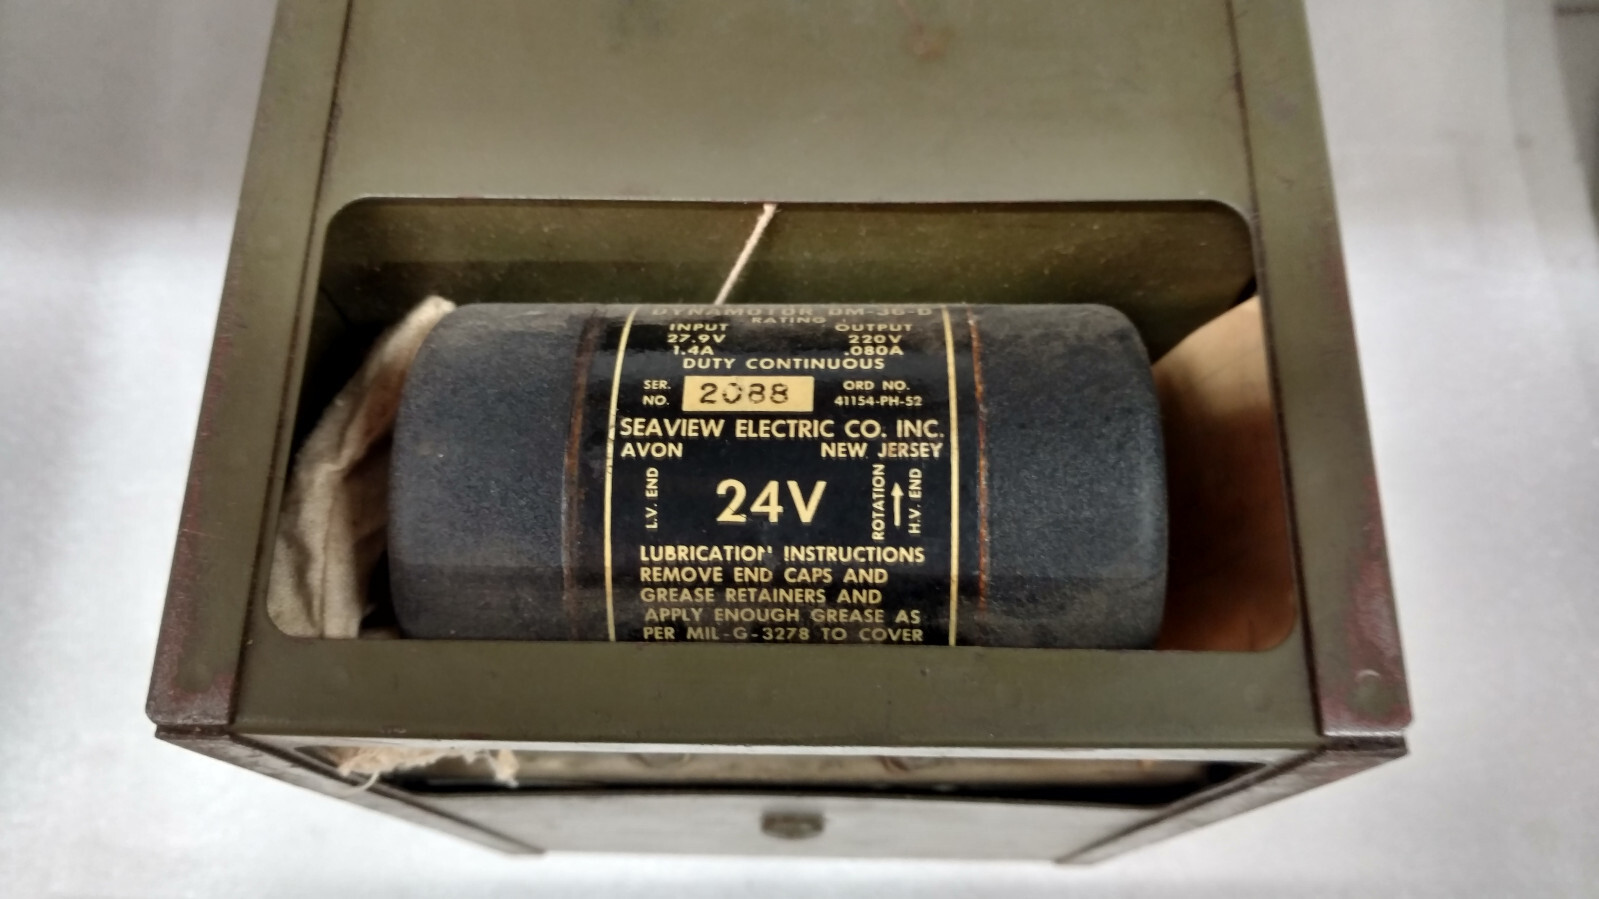 DYNAMOTOR DM-36-D
RATING
INPUT OUTPUT
27.9V 220V
1.4A .080A
DUTY CONTINUOUS
SER. NO. 2088 ORD NO. 41154-PH-52
SEAVIEW ELECTRIC CO. INC.
AVON NEW JERSEY
L.V. END
24V
ROTATION
H.V. END
LUBRICATION INSTRUCTIONS
REMOVE END CAPS AND
GREASE RETAINERS AND
APPLY ENOUGH GREASE AS
PER MIL-G-3278 TO COVER